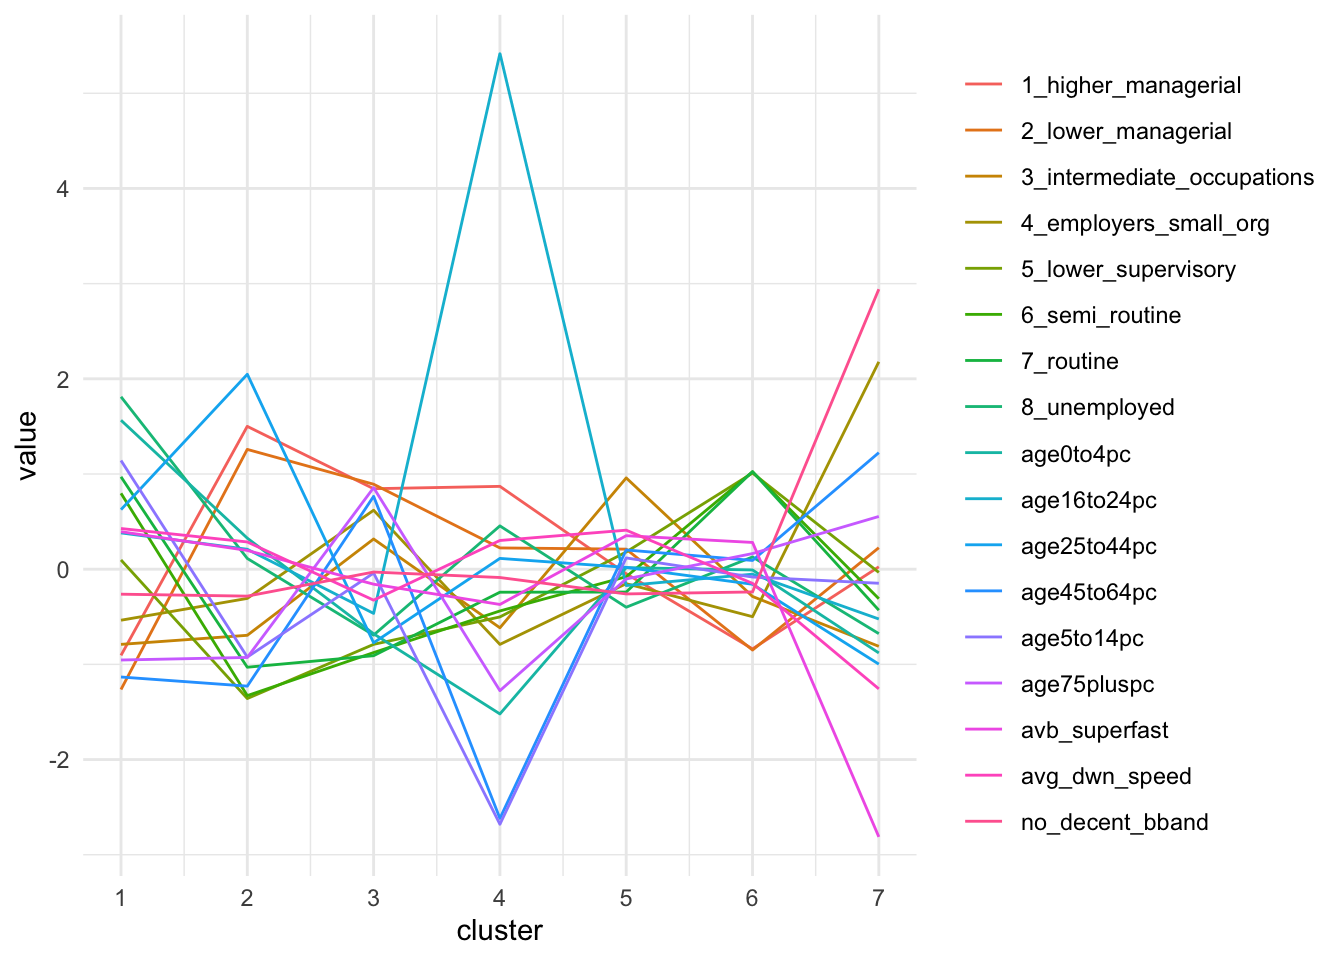 4
2
0
-2
value
1 2 3 4 5 6 7
cluster
1_higher_managerial
2_lower_managerial
3_intermediate_occupations
4_employers_small_org
5_lower_supervisory
6_semi_routine
7_routine
8_unemployed
age0to4pc
age16to24pc
age25to44pc
age45to64pc
age5to14pc
age75pluspc
avb_superfast
avg_dwn_speed
no_decent_bband